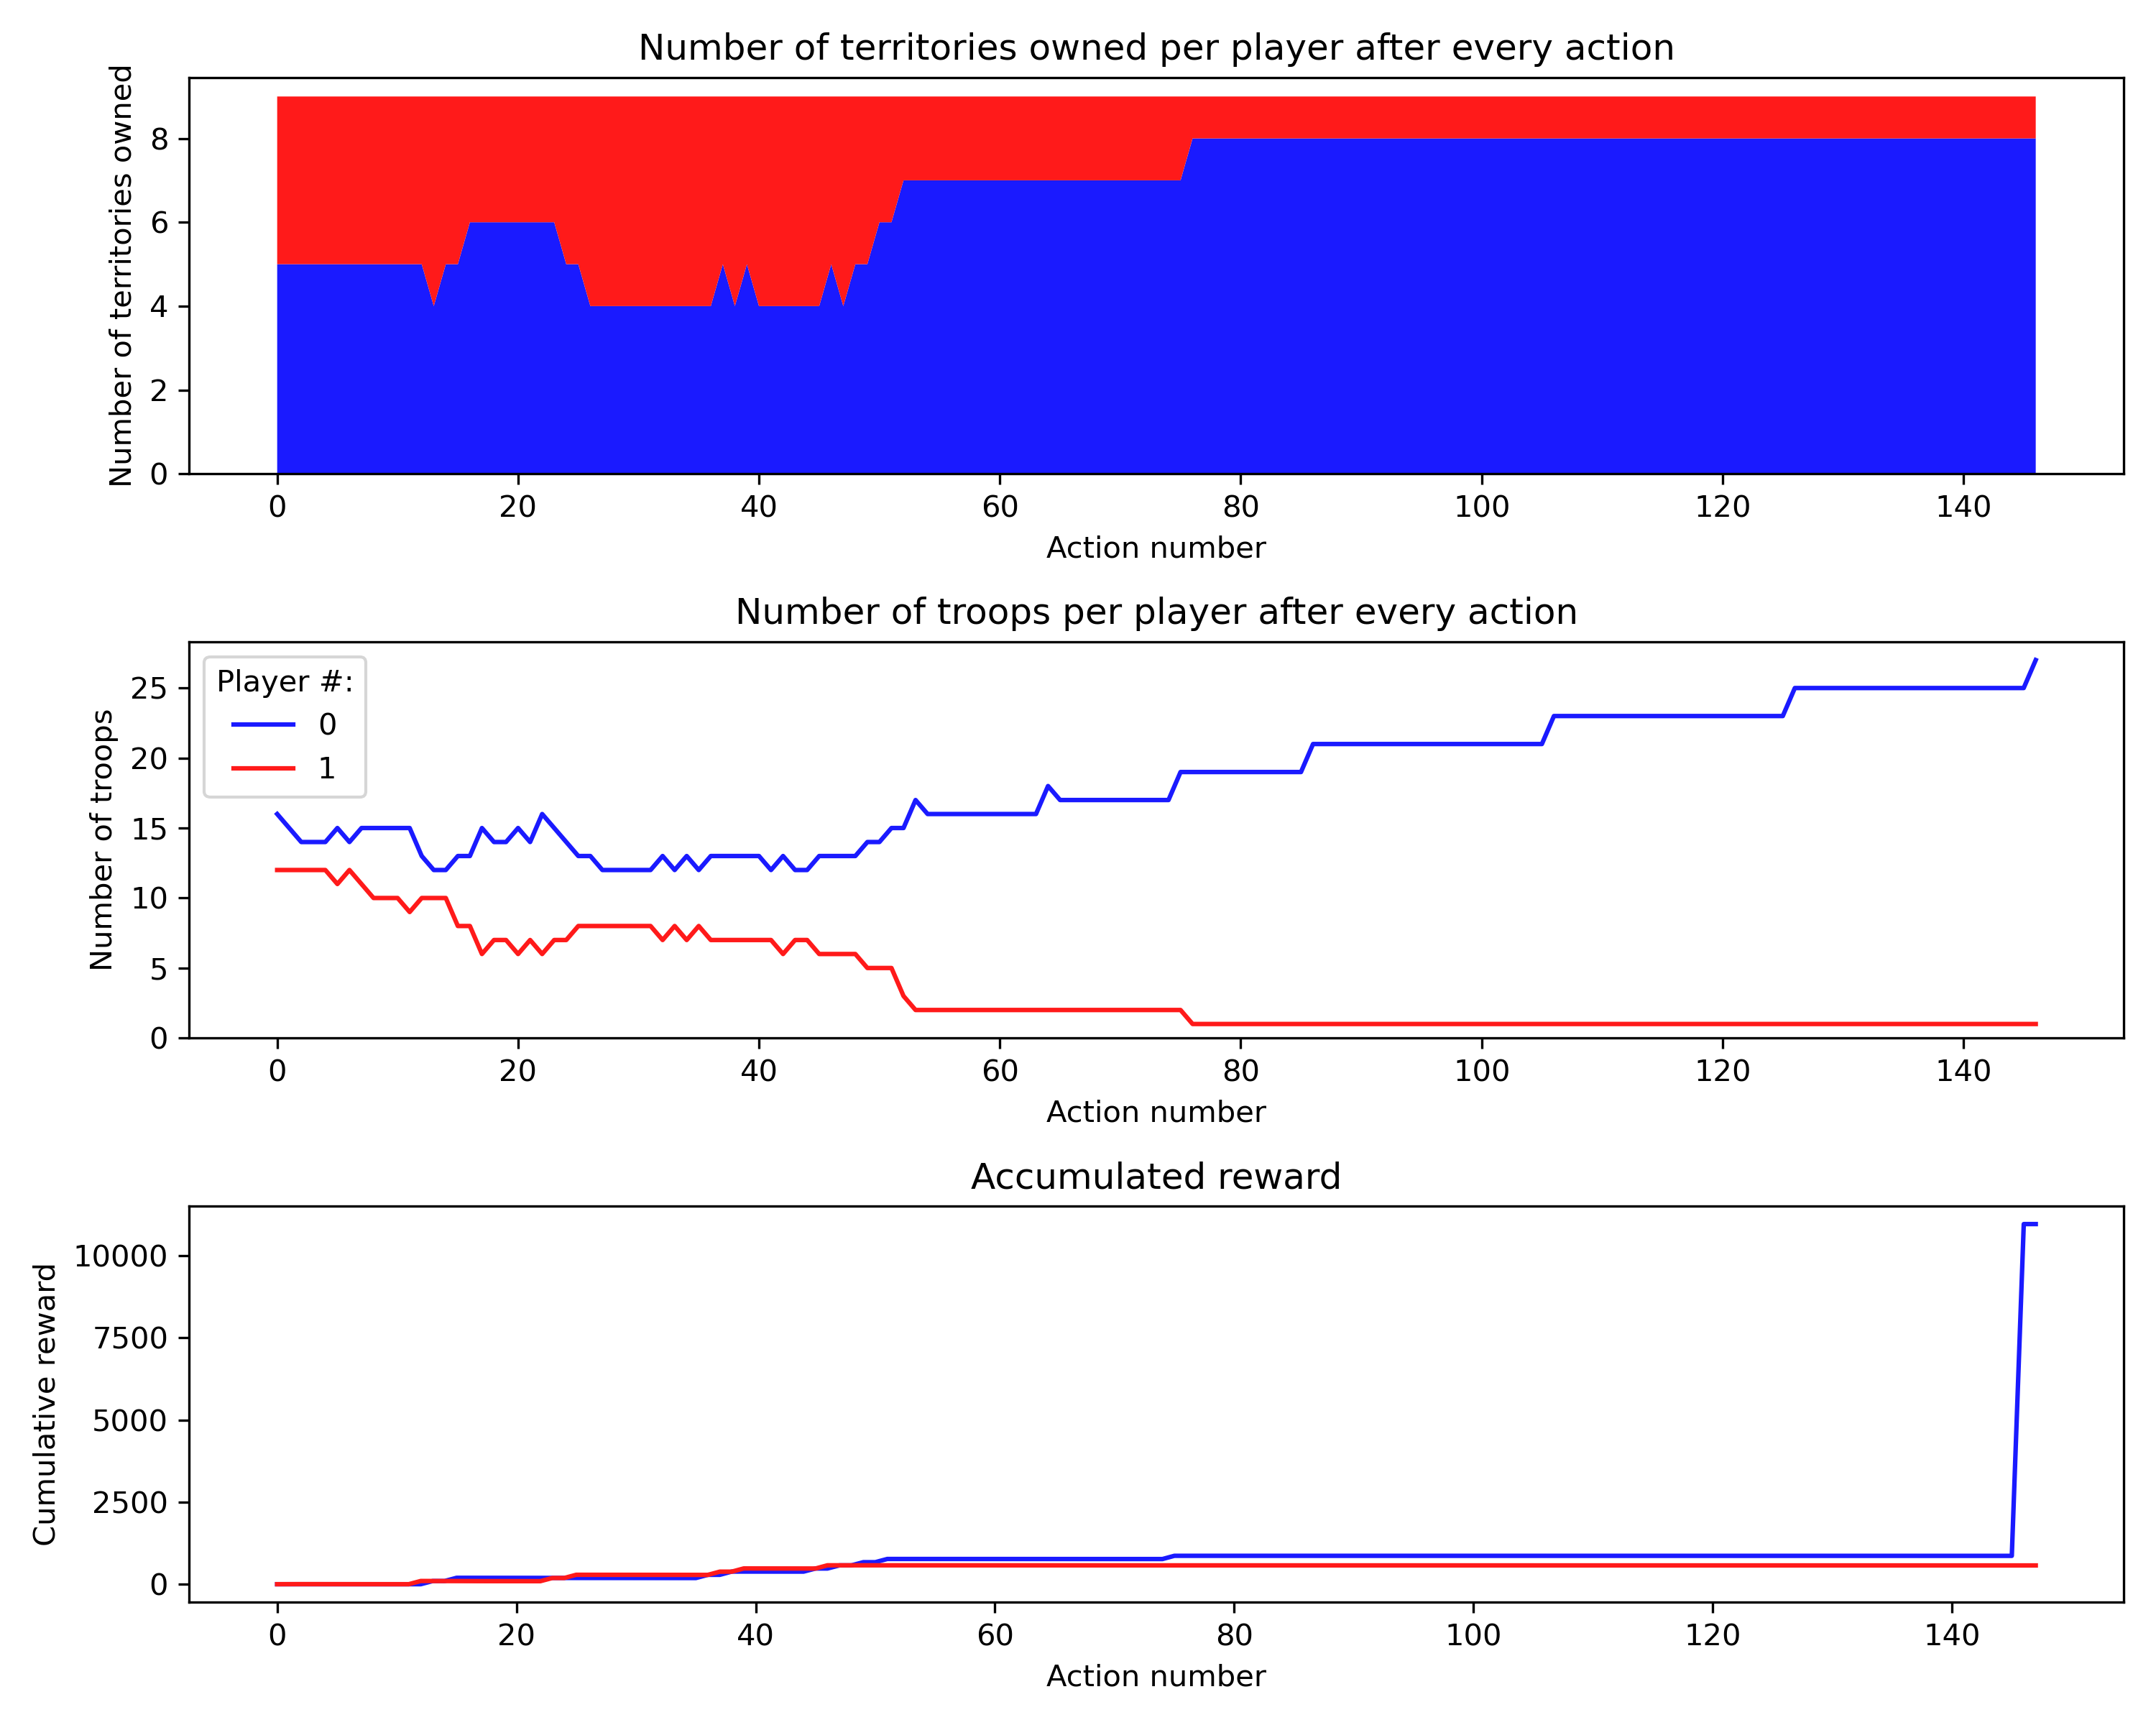 Number of territories owned per player after every action
Number of territories owned
8
6
4
2
0
0 20 40 60 80 100 120 140
Action number
Number of troops per player after every action
Number of troops
25
20
15
10
5
0
Player #:
0
1
0 20 40 60 80 100 120 140
Action number
Accumulated reward
Cumulative reward
10000
7500
5000
2500
0
0 20 40 60 80 100 120 140
Action number